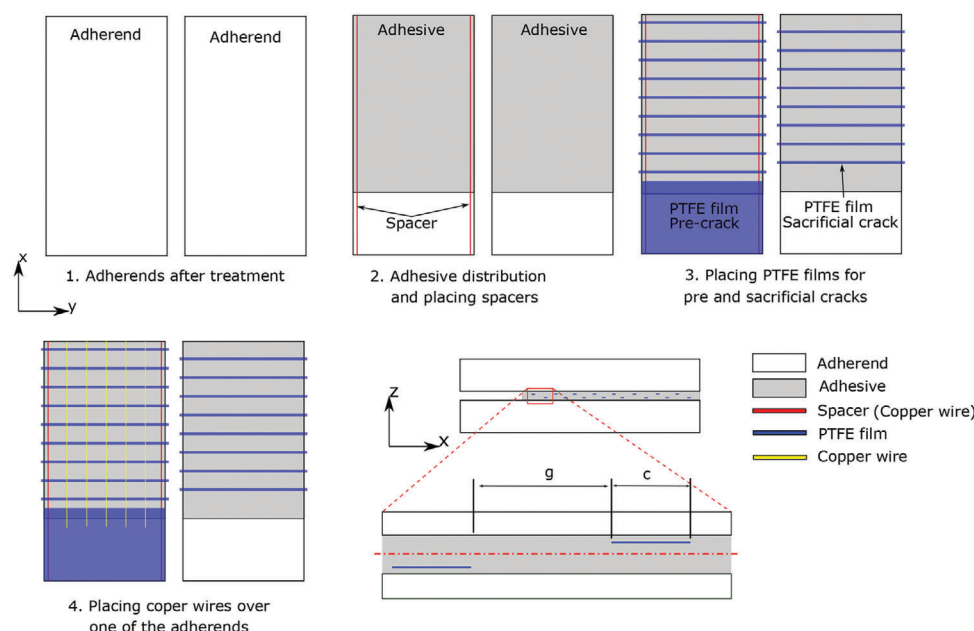 Adherend
Adherend
1. Adherends after treatment
x
y
Adhesive
Adhesive
Spacer
2. Adhesive distribution
and placing spacers
PTFE film
Pre-crack
PTFE film
Sacrificial crack
3. Placing PTFE films for
pre and sacrificial cracks
4. Placing coper wires over
one of the adherends
z
x
g
c
Adherend
Adhesive
Spacer (Copper wire)
PTFE film
Copper wire